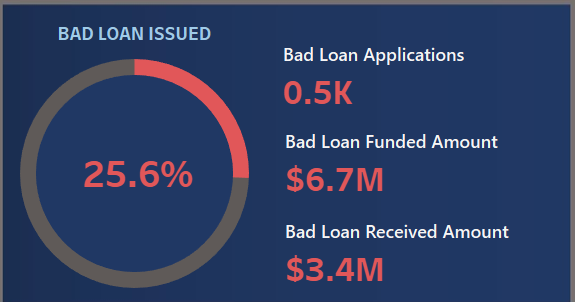 BAD LOAN ISSUED
25.6%
Bad Loan Applications
0.5K
Bad Loan Funded Amount
$6.7M
Bad Loan Received Amount
$3.4M